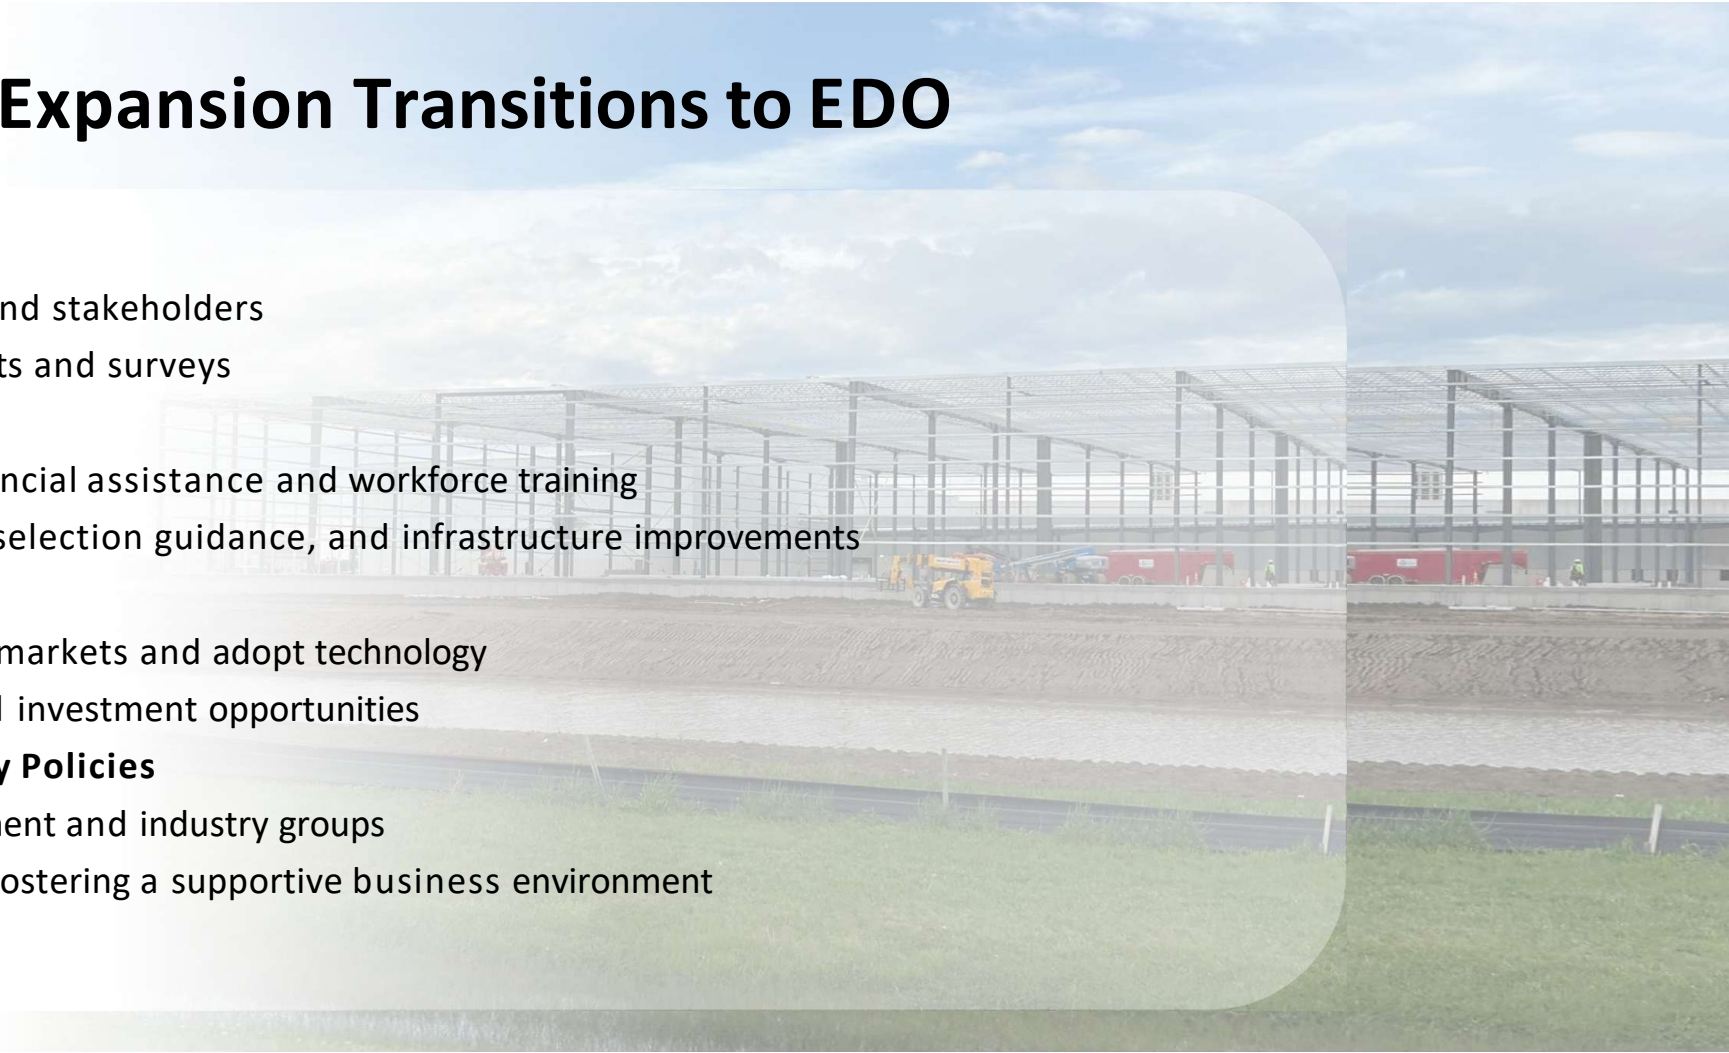 Expansion Transitions to EDO
nd stakeholders
ts and surveys
ncial assistance and workforce training
selection guidance, and infrastructure improvements
markets and adopt technology
investment opportunities
y Policies
ent and industry groups
ostering a supportive business environment